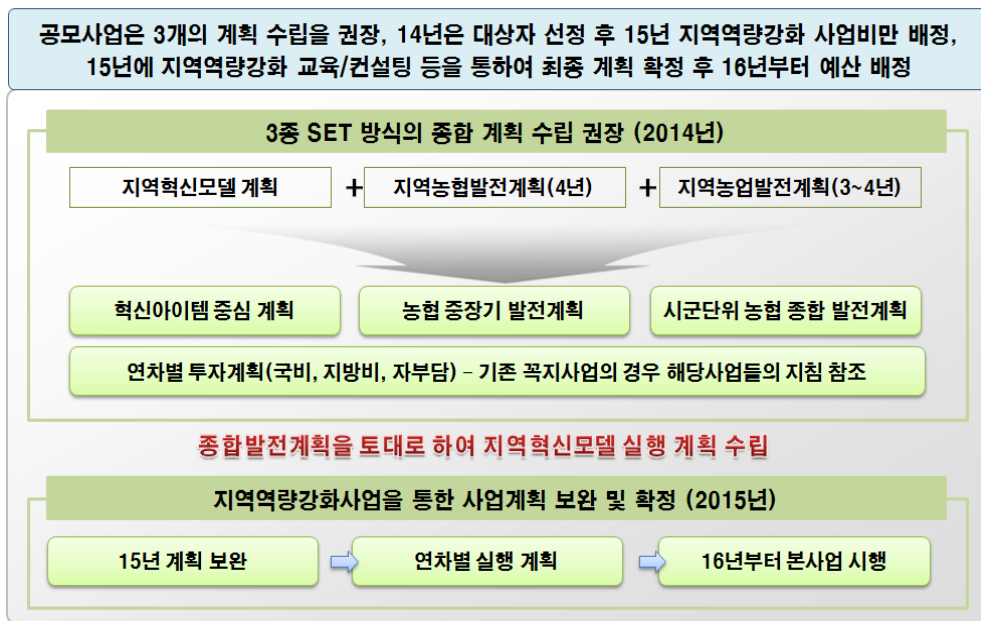 공모사업은 3개의 계획 수립을 권장, 14년은 대상자 선정 후 15년 지역역량강화 사업비만 배정,
15년에 지역역량강화 교육/컨설팅 등을 통하여 최종 계획 확정 후 16년부터 예산 배정
3종 SET 방식의 종합 계획 수립 권장 (2014년)
지역혁신모델 계획 + 지역농협발전계획(4년) + 지역농업발전계획(3~4년)
혁신아이템 중심 계획 농협 중장기 발전계획 시군단위 농협 종합 발전계획
연차별 투자계획(국비, 지방비, 자부담) – 기존 꼭지사업의 경우 해당사업들의 지침 참조
종합발전계획을 토대로 하여 지역혁신모델 실행 계획 수립
지역역량강화사업을 통한 사업계획 보완 및 확정 (2015년)
15년 계획 보완 연차별 실행 계획 16년부터 본사업 시행